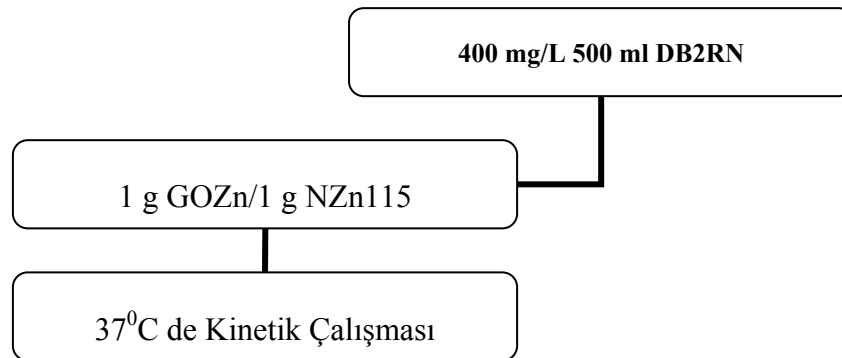 400 mg/L 500 ml DB2RN
1 g GOZn/1 g NZn115
37⁰C de Kinetik Çalışması